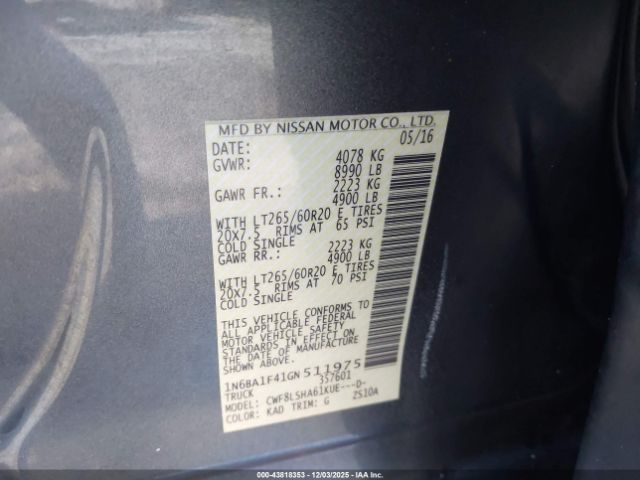 MFD BY NISSAN MOTOR CO., LTD.
DATE: 05/16
GVWR: 4078 KG
8990 LB
GAWR FR.: 2223 KG
4900 LB
WITH LT265/60R20 E TIRES
20X7.5 RIMS AT 65 PSI
COLD SINGLE
GAWR RR.: 2223 KG
4900 LB
WITH LT265/60R20 E TIRES
20X7.5 RIMS AT 70 PSI
COLD SINGLE
THIS VEHICLE CONFORMS TO
ALL APPLICABLE FEDERAL
MOTOR VEHICLE SAFETY
STANDARDS IN EFFECT ON
THE DATE OF MANUFACTURE
SHOWN ABOVE.
1N6BA1F41GN511975
TRUCK 357601
MODEL: CWF8LSHA61KUE---D-
COLOR: KAD TRIM: G ZS10A
000-43818353 - 12/03/2025 - IAA Inc.